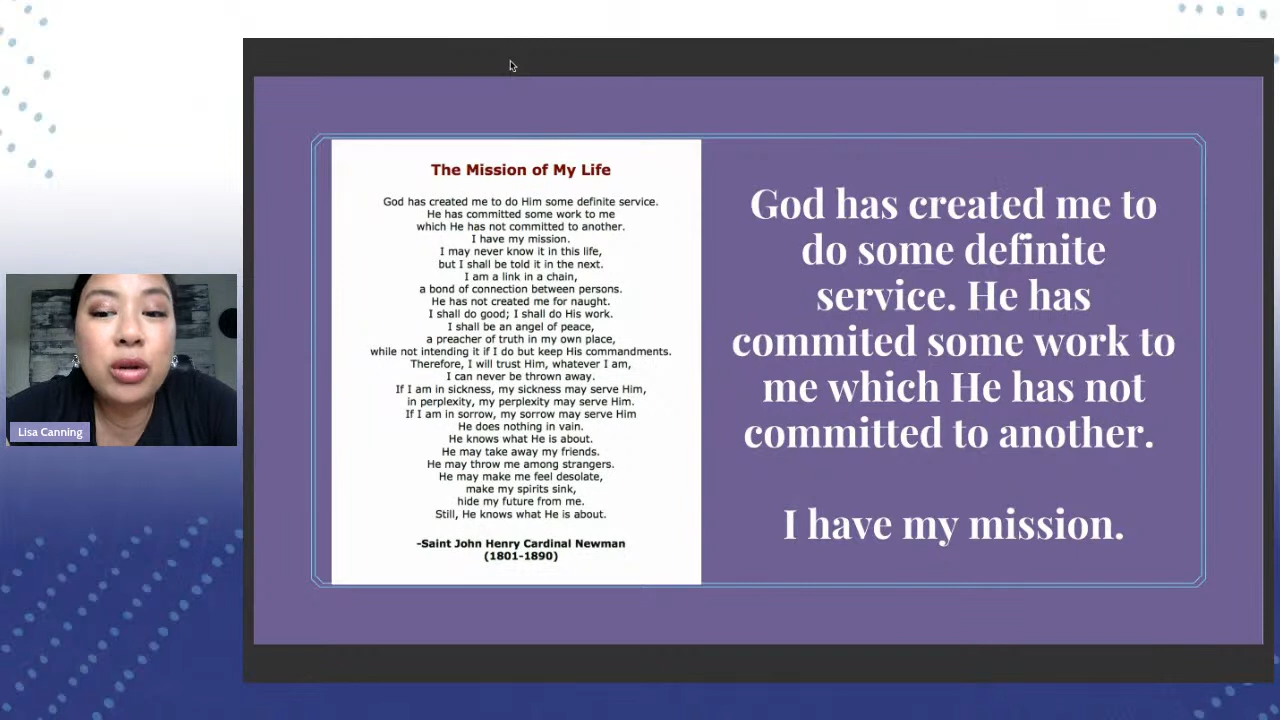 The Mission of My Life
God has created me to do Him some definite service.
He has committed some work to me
which He has not committed to another.
I have my mission.
I may never know it in this life,
but I shall be told it in the next.
I am a link in a chain,
a bond of connection between persons.
He has not created me for naught.
I shall do good; I shall do His work.
I shall be an angel of peace,
a preacher of truth in my own place,
while not intending it if I do but keep His commandments.
Therefore, I will trust Him, whatever I am,
I can never be thrown away.
If I am in sickness, my sickness may serve Him,
in perplexity, my perplexity may serve Him.
If I am in sorrow, my sorrow may serve Him
He does nothing in vain.
He knows what He is about.
He may take away my friends.
He may throw me among strangers.
He may make me feel desolate,
make my spirits sink,
hide my future from me.
Still, He knows what He is about.
-Saint John Henry Cardinal Newman
(1801-1890)
God has created me to
do some definite
service. He has
commited some work to
me which He has not
committed to another.
I have my mission.
Lisa Canning